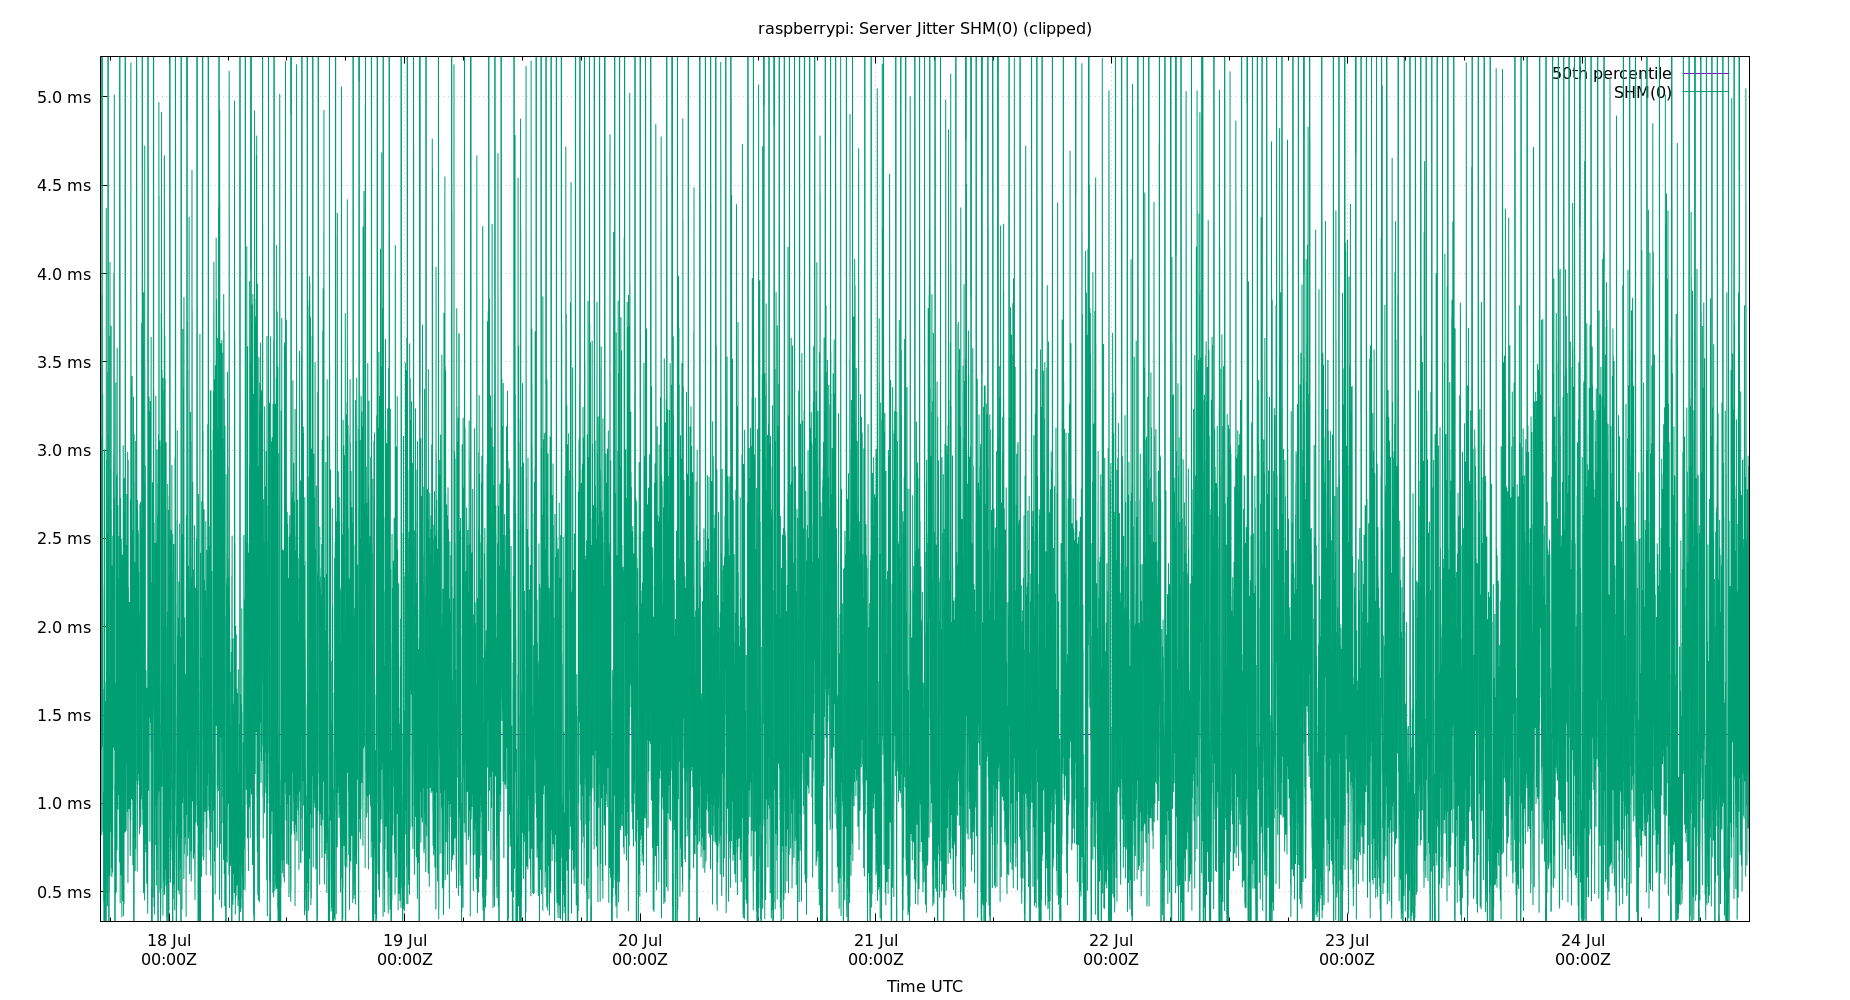 raspberrypi: Server Jitter SHM(0) (clipped)
50th percentile
SHM(0)
5.0 ms
4.5 ms
4.0 ms
3.5 ms
3.0 ms
2.5 ms
2.0 ms
1.5 ms
1.0 ms
0.5 ms
18 Jul 19 Jul 20 Jul 21 Jul 22 Jul 23 Jul 24 Jul
00:00Z 00:00Z 00:00Z 00:00Z 00:00Z 00:00Z 00:00Z
Time UTC